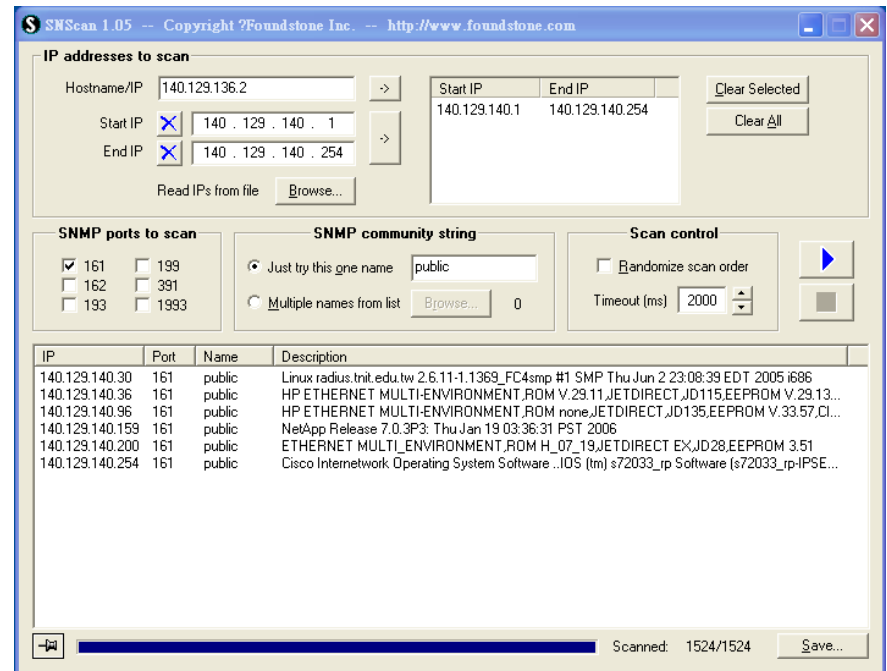 SNScan 1.05 -- Copyright ?Foundstone Inc. -- http://www.foundstone.com
IP addresses to scan
Hostname/IP 140.129.136.2 ->
Start IP 140 . 129 . 140 . 1
End IP 140 . 129 . 140 . 254
->
Read IPs from file Browse...
Start IP End IP
140.129.140.1 140.129.140.254
Clear Selected
Clear All
SNMP ports to scan
161 199
162 391
193 1993
SNMP community string
Just try this one name public
Multiple names from list Browse... 0
Scan control
Randomize scan order
Timeout (ms) 2000
IP Port Name Description
140.129.140.30 161 public Linux radius.tnit.edu.tw 2.6.11-1.1369_FC4smp #1 SMP Thu Jun 2 23:08:39 EDT 2005 i686
140.129.140.36 161 public HP ETHERNET MULTI-ENVIRONMENT,ROM V.29.11,JETDIRECT,JD115,EEPROM V.29.13...
140.129.140.96 161 public HP ETHERNET MULTI-ENVIRONMENT,ROM none,JETDIRECT,JD135,EEPROM V.33.57,CI...
140.129.140.159 161 public NetApp Release 7.0.3P3: Thu Jan 19 03:36:31 PST 2006
140.129.140.200 161 public ETHERNET MULTI_ENVIRONMENT,ROM H_07_19,JETDIRECT EX,JD28,EEPROM 3.51
140.129.140.254 161 public Cisco Internetwork Operating System Software ..IOS (tm) s72033_rp Software (s72033_rp-IPSE...
Scanned: 1524/1524 Save...